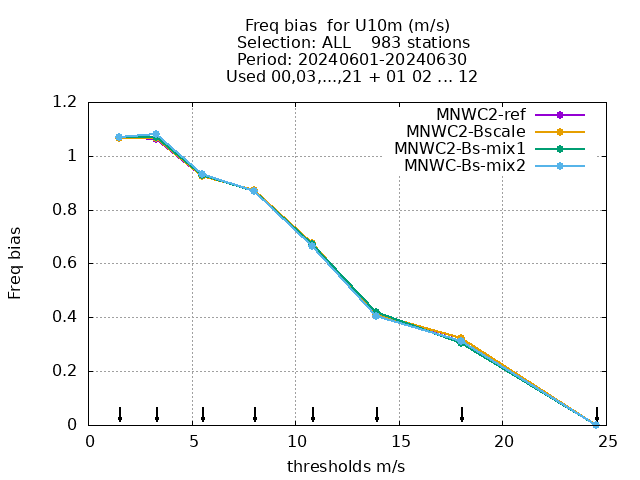 Freq bias  for U10m (m/s)
Selection: ALL    983 stations
Period: 20240601-20240630
Used 00,03,...,21 + 01 02 ... 12
MNWC2-ref
MNWC2-Bscale
MNWC2-Bs-mix1
MNWC-Bs-mix2
Freq bias
1.2
1
0.8
0.6
0.4
0.2
0
0 5 10 15 20 25
thresholds m/s